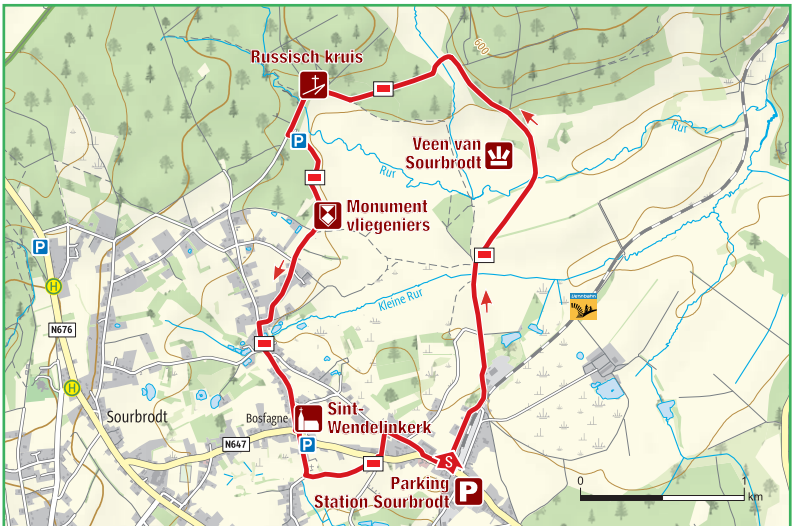 Russisch kruis
600
P
Rur
Veen van
Sourbrodt
Rur
Monument
vliegeniers
P
H
Kleine Rur
N676
H
Sourbrodt
Bosfagne
Sint-
Wendelinkerk
N647
P
S
Parking
Station Sourbrodt
P
0
1
km